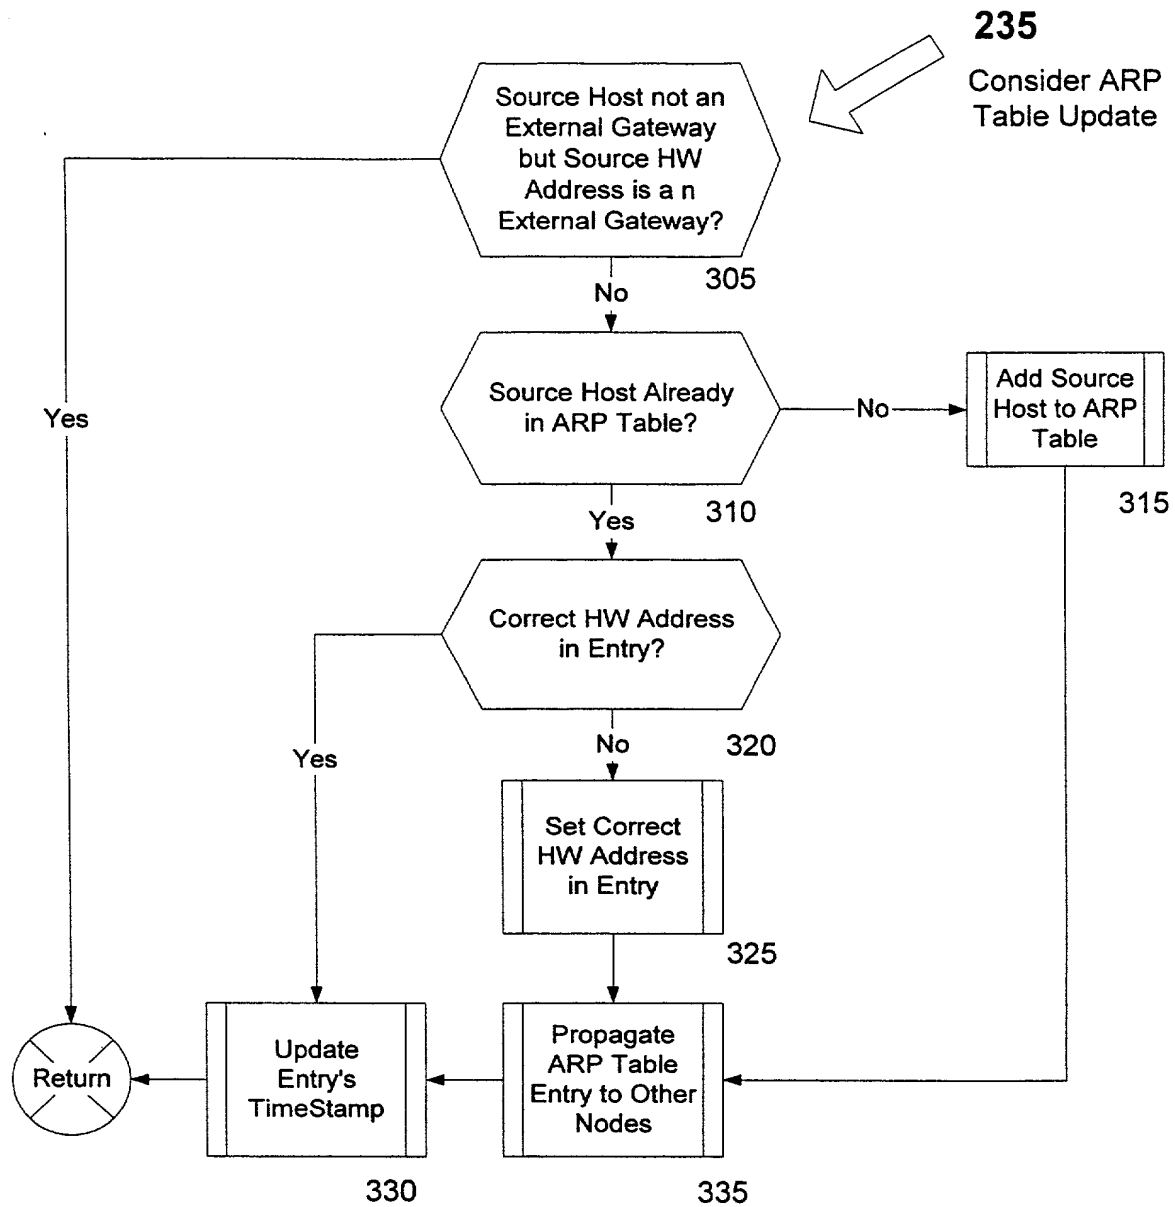 235
Consider ARP
Table Update
Source Host not an
External Gateway
but Source HW
Address is a n
External Gateway?
305
No
Yes
Source Host Already
in ARP Table?
310
No
Add Source
Host to ARP
Table
315
Yes
Correct HW Address
in Entry?
320
Yes
No
Set Correct
HW Address
in Entry
325
Return
Update
Entry's
TimeStamp
330
Propagate
ARP Table
Entry to Other
Nodes
335